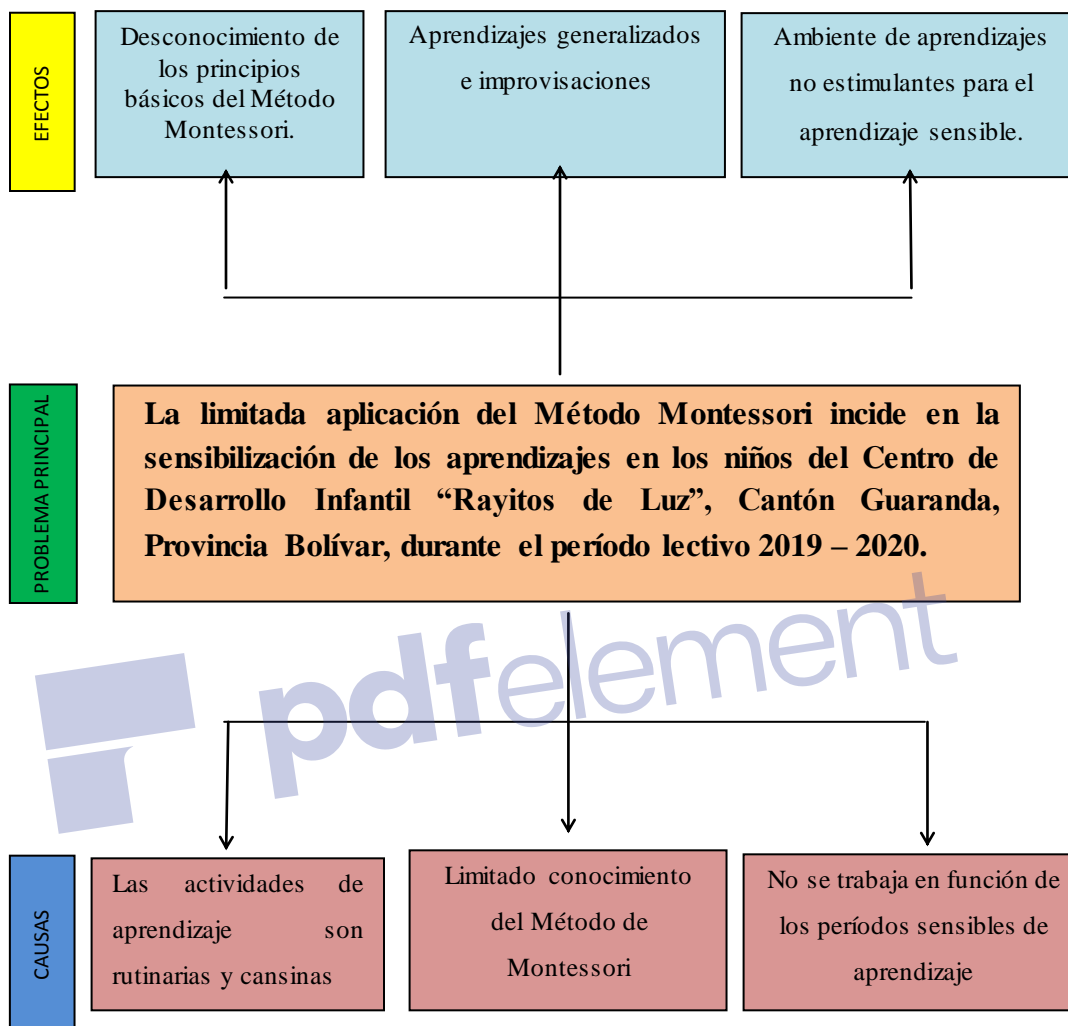 EFECTOS
Desconocimiento de
los principios
básicos del Método
Montessori.
Aprendizajes generalizados
e improvisaciones
Ambiente de aprendizajes
no estimulantes para el
aprendizaje sensible.
PROBLEMA PRINCIPAL
La limitada aplicación del Método Montessori incide en la
sensibilización de los aprendizajes en los niños del Centro de
Desarrollo Infantil “Rayitos de Luz”, Cantón Guaranda,
Provincia Bolívar, durante el período lectivo 2019 – 2020.
pdfelement
CAUSAS
Las actividades de
aprendizaje son
rutinarias y cansinas
Limitado conocimiento
del Método de
Montessori
No se trabaja en función de
los períodos sensibles de
aprendizaje